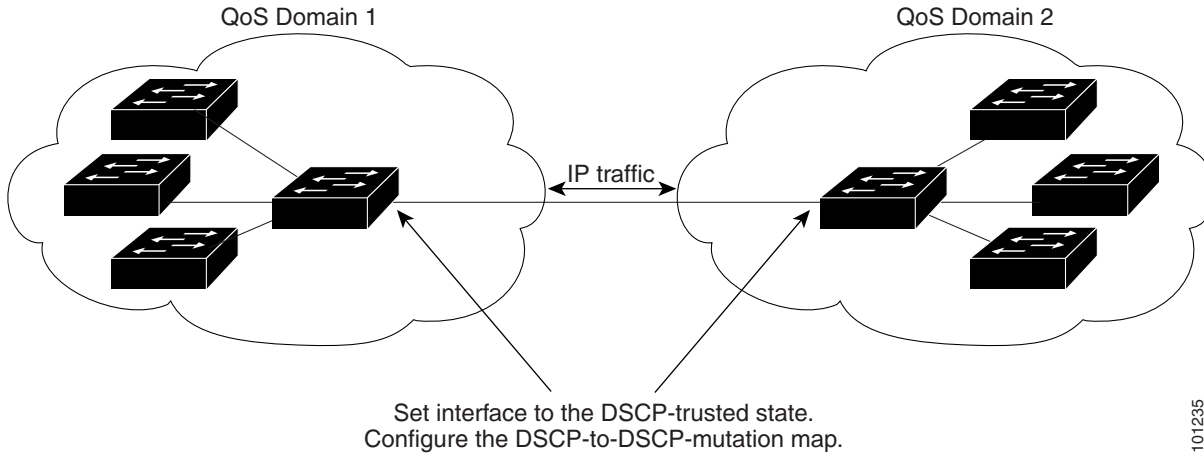 QoS Domain 1
QoS Domain 2
IP traffic
Set interface to the DSCP-trusted state.
Configure the DSCP-to-DSCP-mutation map.
101235